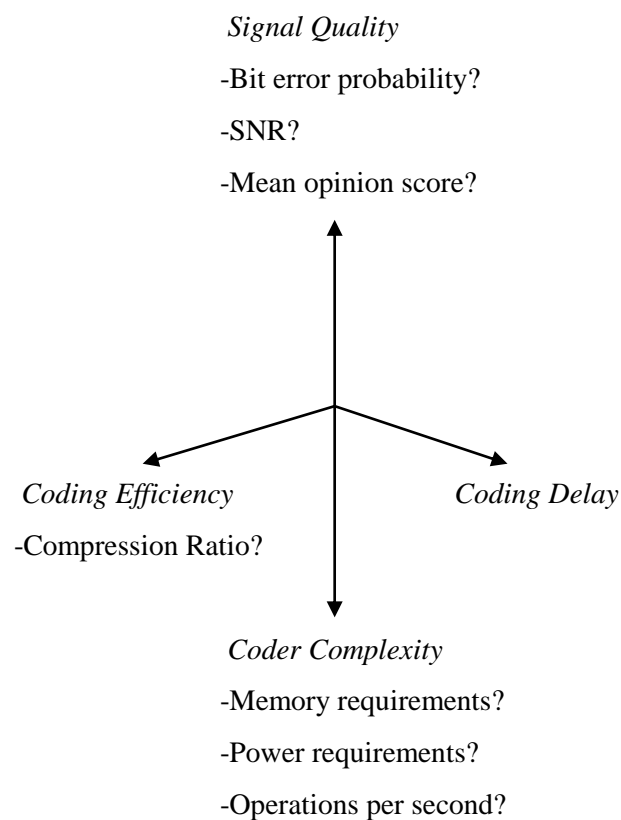 Signal Quality
-Bit error probability?
-SNR?
-Mean opinion score?
Coding Efficiency
-Compression Ratio?
Coding Delay
Coder Complexity
-Memory requirements?
-Power requirements?
-Operations per second?